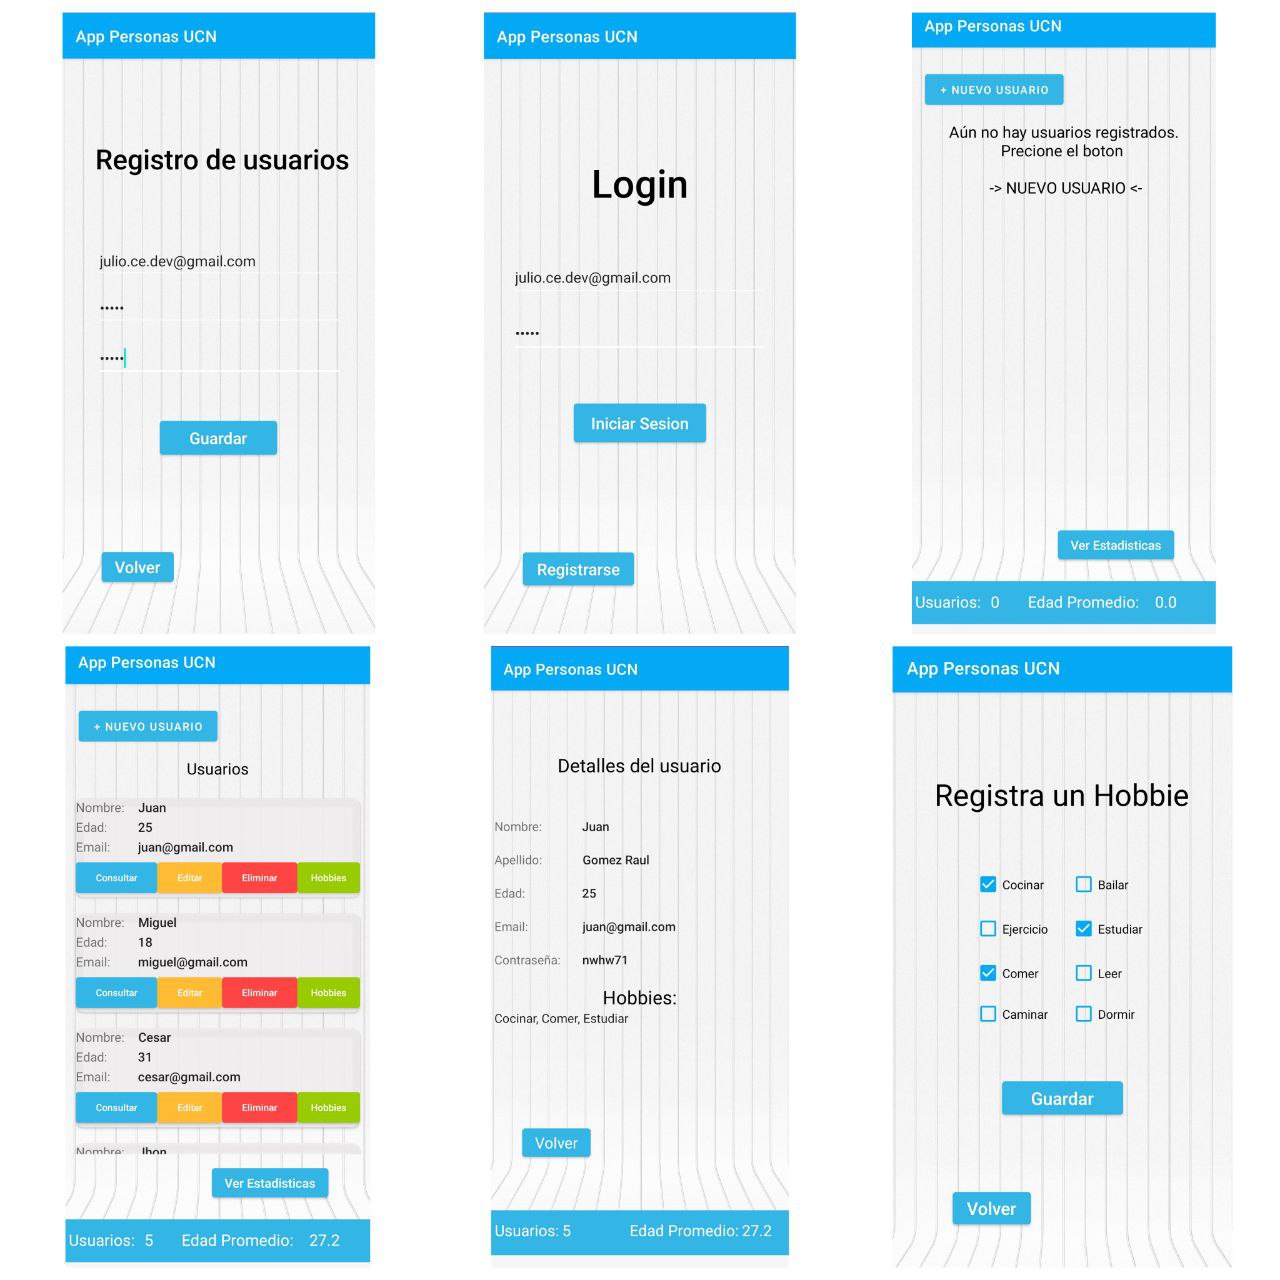 App Personas UCN
Registro de usuarios
julio.ce.dev@gmail.com
•••••
•••••
Guardar
Volver
App Personas UCN
Login
julio.ce.dev@gmail.com
•••••
Iniciar Sesion
Registrarse
App Personas UCN
+ NUEVO USUARIO
Aún no hay usuarios registrados.
Precione el boton
-> NUEVO USUARIO <-
Ver Estadisticas
Usuarios: 0 Edad Promedio: 0.0
App Personas UCN
+ NUEVO USUARIO
Usuarios
Nombre: Juan
Edad: 25
Email: juan@gmail.com
Consultar Editar Eliminar Hobbies
Nombre: Miguel
Edad: 18
Email: miguel@gmail.com
Consultar Editar Eliminar Hobbies
Nombre: Cesar
Edad: 31
Email: cesar@gmail.com
Consultar Editar Eliminar Hobbies
Nombre: Jhon
Ver Estadisticas
Usuarios: 5 Edad Promedio: 27.2
App Personas UCN
Detalles del usuario
Nombre: Juan
Apellido: Gomez Raul
Edad: 25
Email: juan@gmail.com
Contraseña: nwhw71
Hobbies:
Cocinar, Comer, Estudiar
Volver
Usuarios: 5 Edad Promedio: 27.2
App Personas UCN
Registra un Hobbie
Cocinar Bailar
Ejercicio Estudiar
Comer Leer
Caminar Dormir
Guardar
Volver